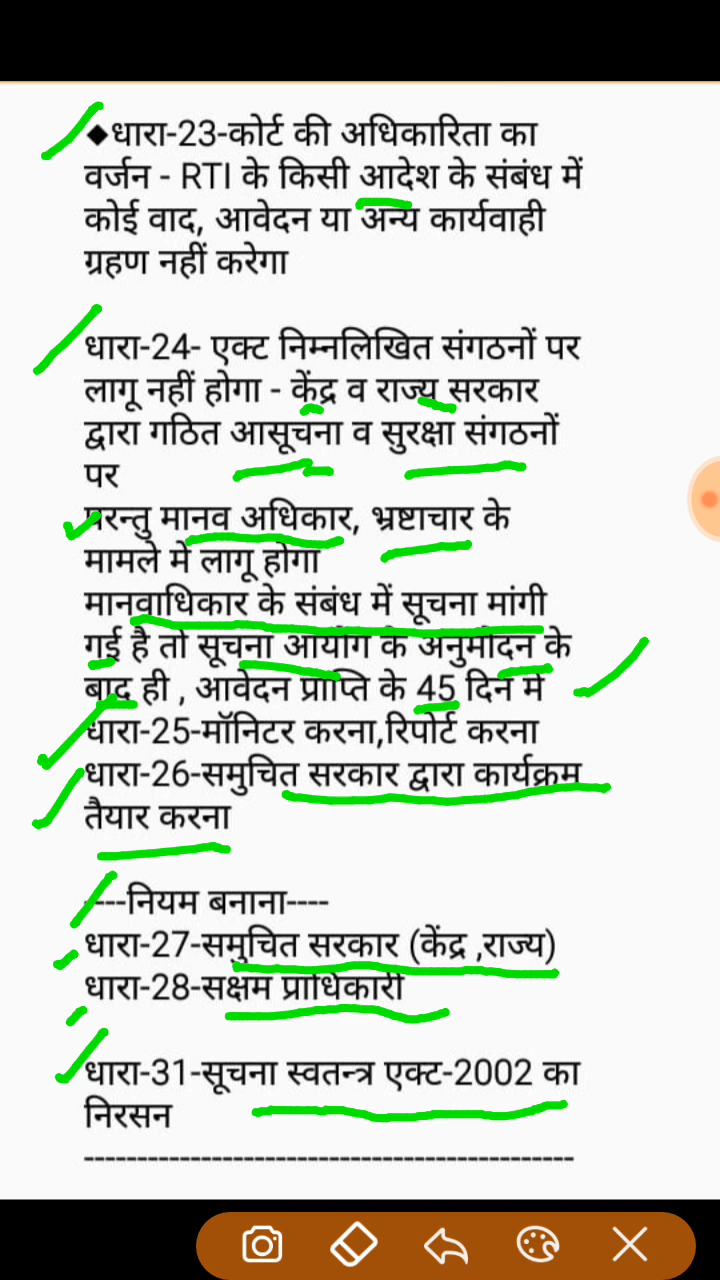 ◆धारा-23-कोर्ट की अधिकारिता का
वर्जन - RTI के किसी आदेश के संबंध में
कोई वाद, आवेदन या अन्य कार्यवाही
ग्रहण नहीं करेगा
धारा-24- एक्ट निम्नलिखित संगठनों पर
लागू नहीं होगा - केंद्र व राज्य सरकार
द्वारा गठित आसूचना व सुरक्षा संगठनों
पर
परन्तु मानव अधिकार, भ्रष्टाचार के
मामले में लागू होगा
मानवाधिकार के संबंध में सूचना मांगी
गई है तो सूचना आयोग के अनुमोदन के
बाद ही , आवेदन प्राप्ति के 45 दिन में
धारा-25-मॉनिटर करना,रिपोर्ट करना
धारा-26-समुचित सरकार द्वारा कार्यक्रम
तैयार करना
----नियम बनाना----
धारा-27-समुचित सरकार (केंद्र ,राज्य)
धारा-28-सक्षम प्राधिकारी
धारा-31-सूचना स्वतन्त्र एक्ट-2002 का
निरसन
----------------------------------------------